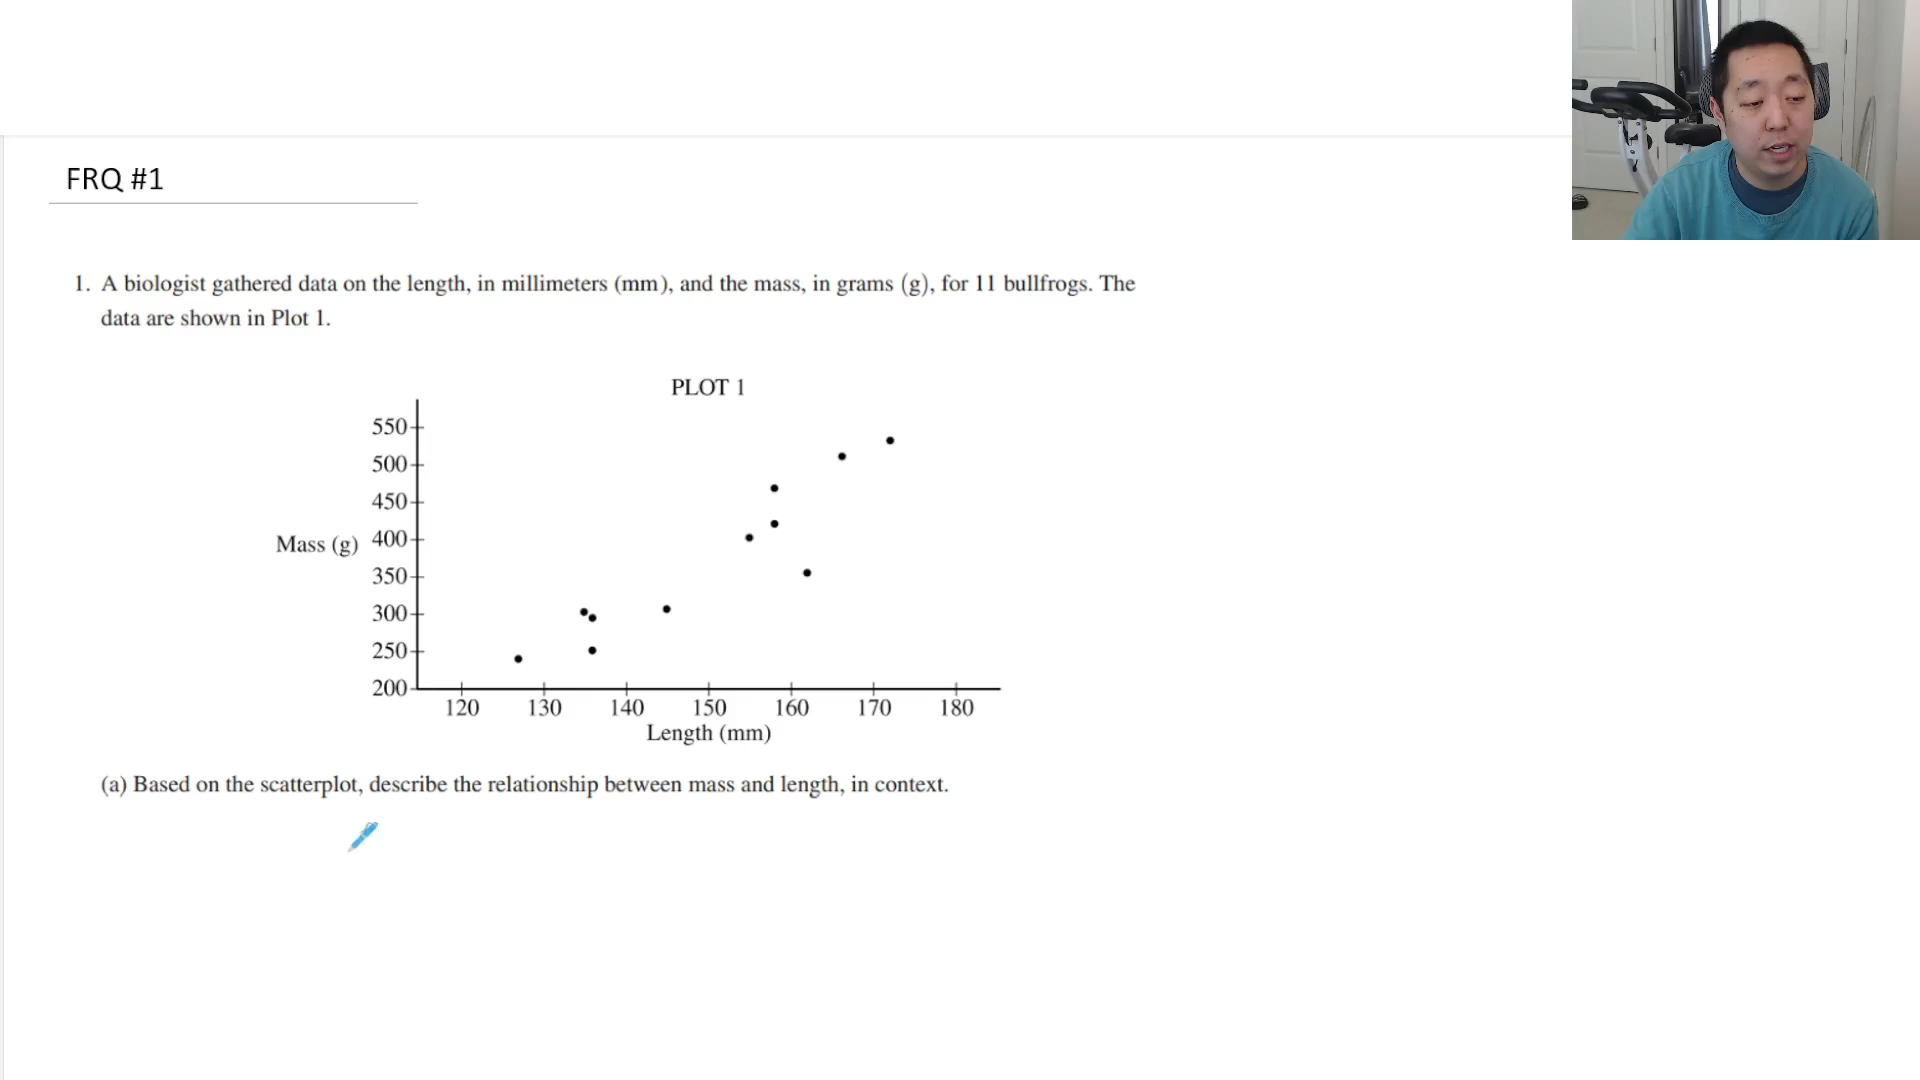 FRQ #1
1. A biologist gathered data on the length, in millimeters (mm), and the mass, in grams (g), for 11 bullfrogs. The
data are shown in Plot 1.
PLOT 1
550
500
450
Mass (g) 400
350
300
250
200
120 130 140 150 160 170 180
Length (mm)
(a) Based on the scatterplot, describe the relationship between mass and length, in context.